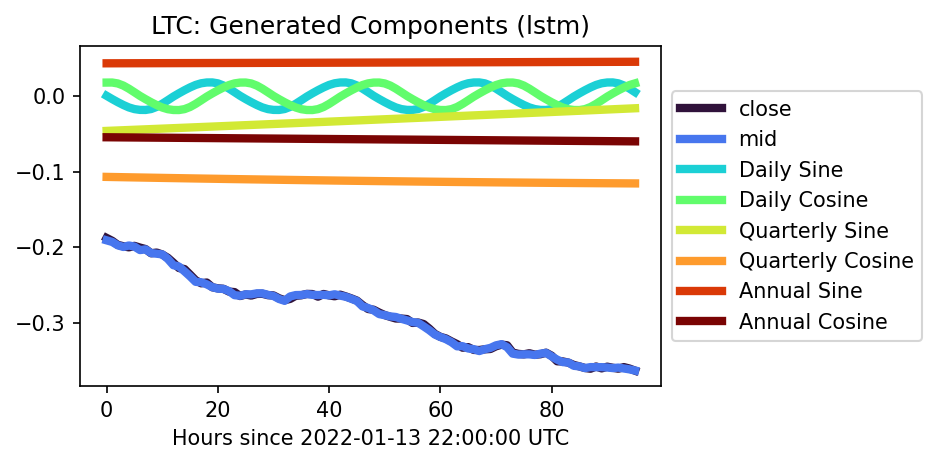 LTC: Generated Components (lstm)
0.0
−0.1
−0.2
−0.3
0
20
40
60
80
Hours since 2022-01-13 22:00:00 UTC
close
mid
Daily Sine
Daily Cosine
Quarterly Sine
Quarterly Cosine
Annual Sine
Annual Cosine